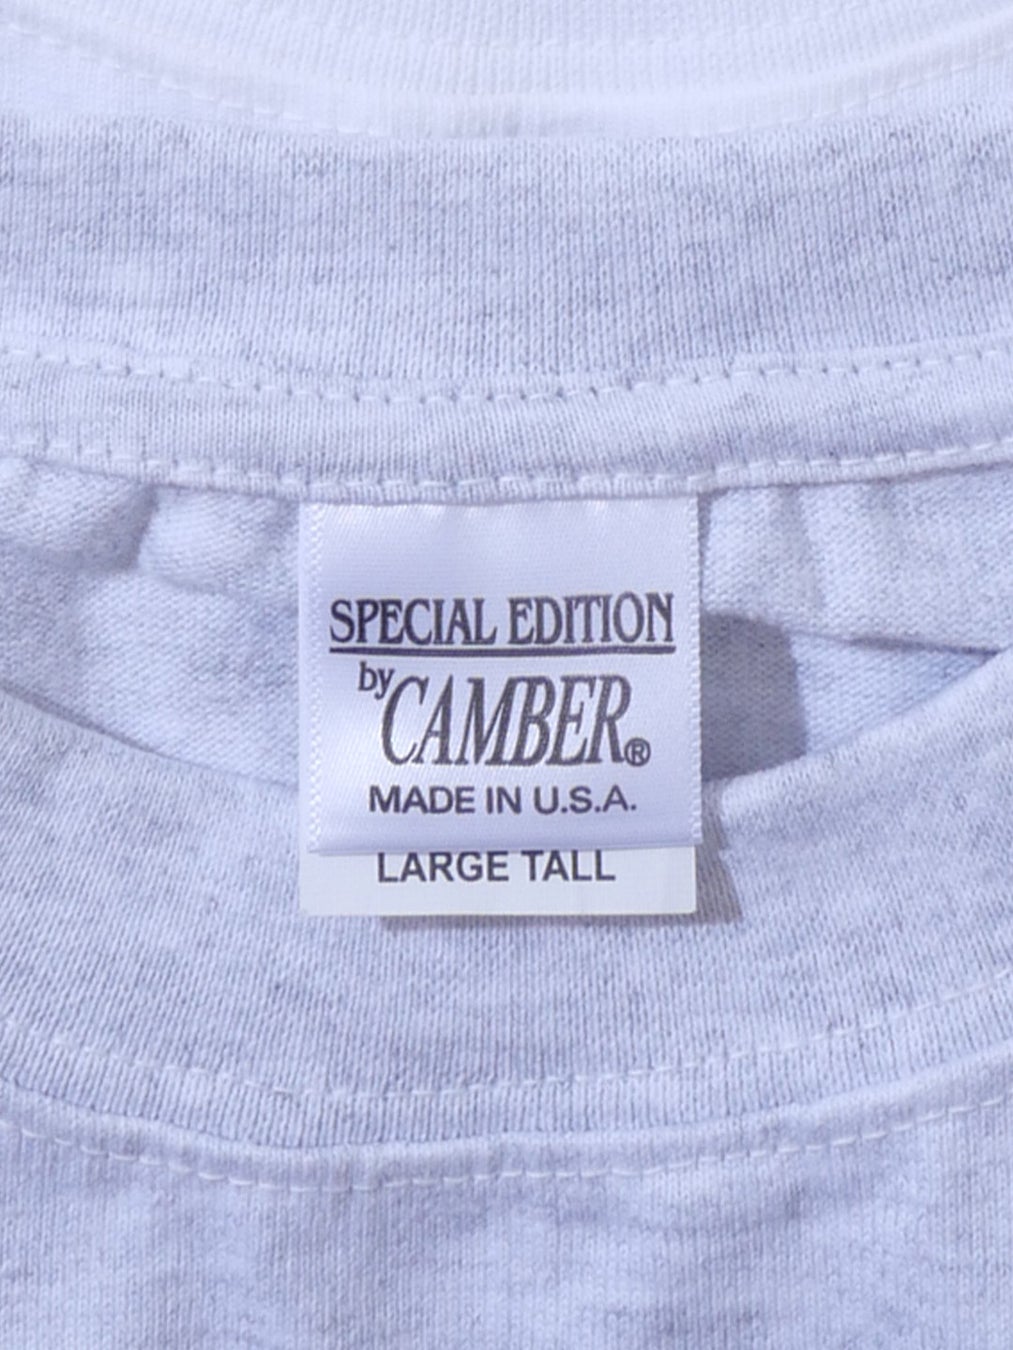 SPECIAL EDITION
by CAMBER®
MADE IN U.S.A.
LARGE TALL